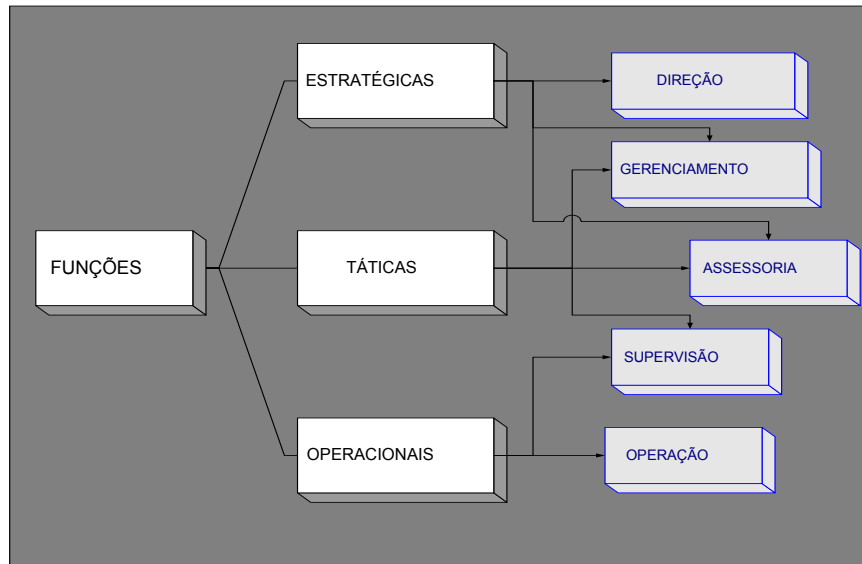 ESTRATÉGICAS
DIREÇÃO
GERENCIAMENTO
FUNÇÕES
TÁTICAS
ASSESSORIA
SUPERVISÃO
OPERACIONAIS
OPERAÇÃO